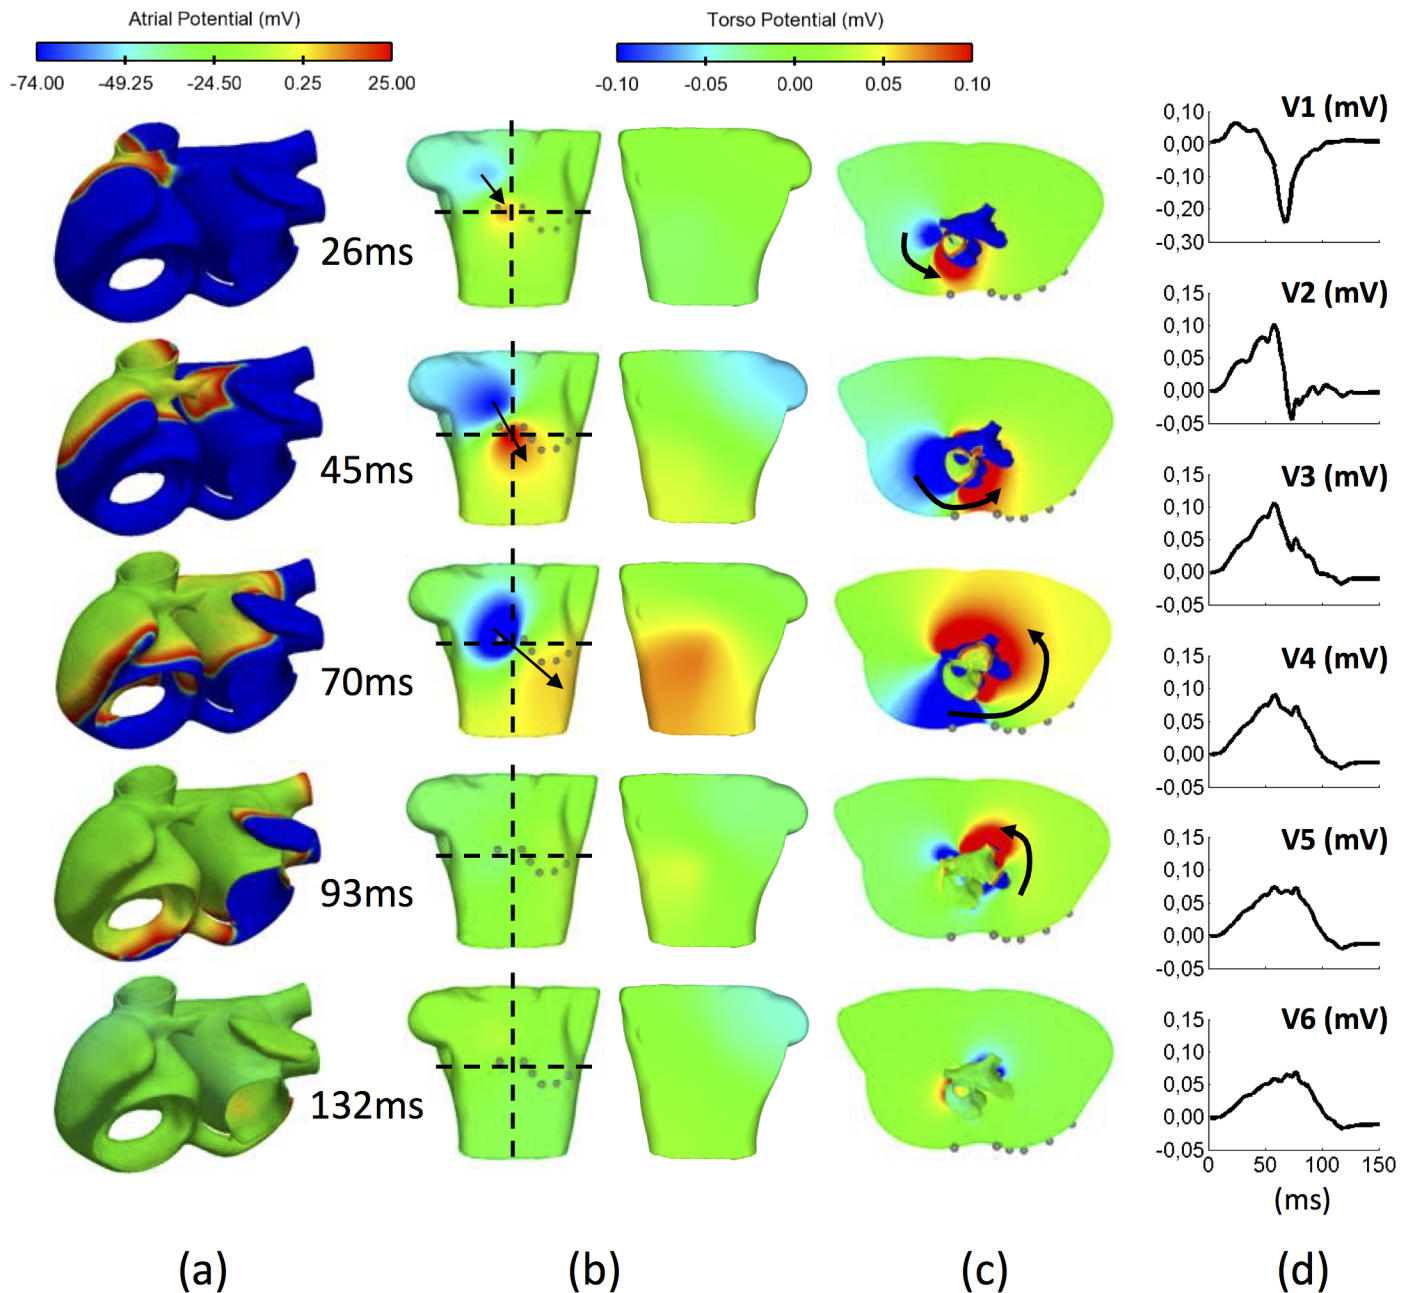 Atrial Potential (mV)
-74.00 -49.25 -24.50 0.25 25.00
Torso Potential (mV)
-0.10 -0.05 0.00 0.05 0.10
26ms
45ms
70ms
93ms
132ms
V1 (mV)
0,10
0,00
-0,10
-0,20
-0,30
V2 (mV)
0,15
0,10
0,05
0,00
-0,05
V3 (mV)
0,15
0,10
0,05
0,00
-0,05
V4 (mV)
0,15
0,10
0,05
0,00
-0,05
V5 (mV)
0,15
0,10
0,05
0,00
-0,05
V6 (mV)
0,15
0,10
0,05
0,00
-0,05
0 50 100 150
(ms)
(a) (b) (c) (d)